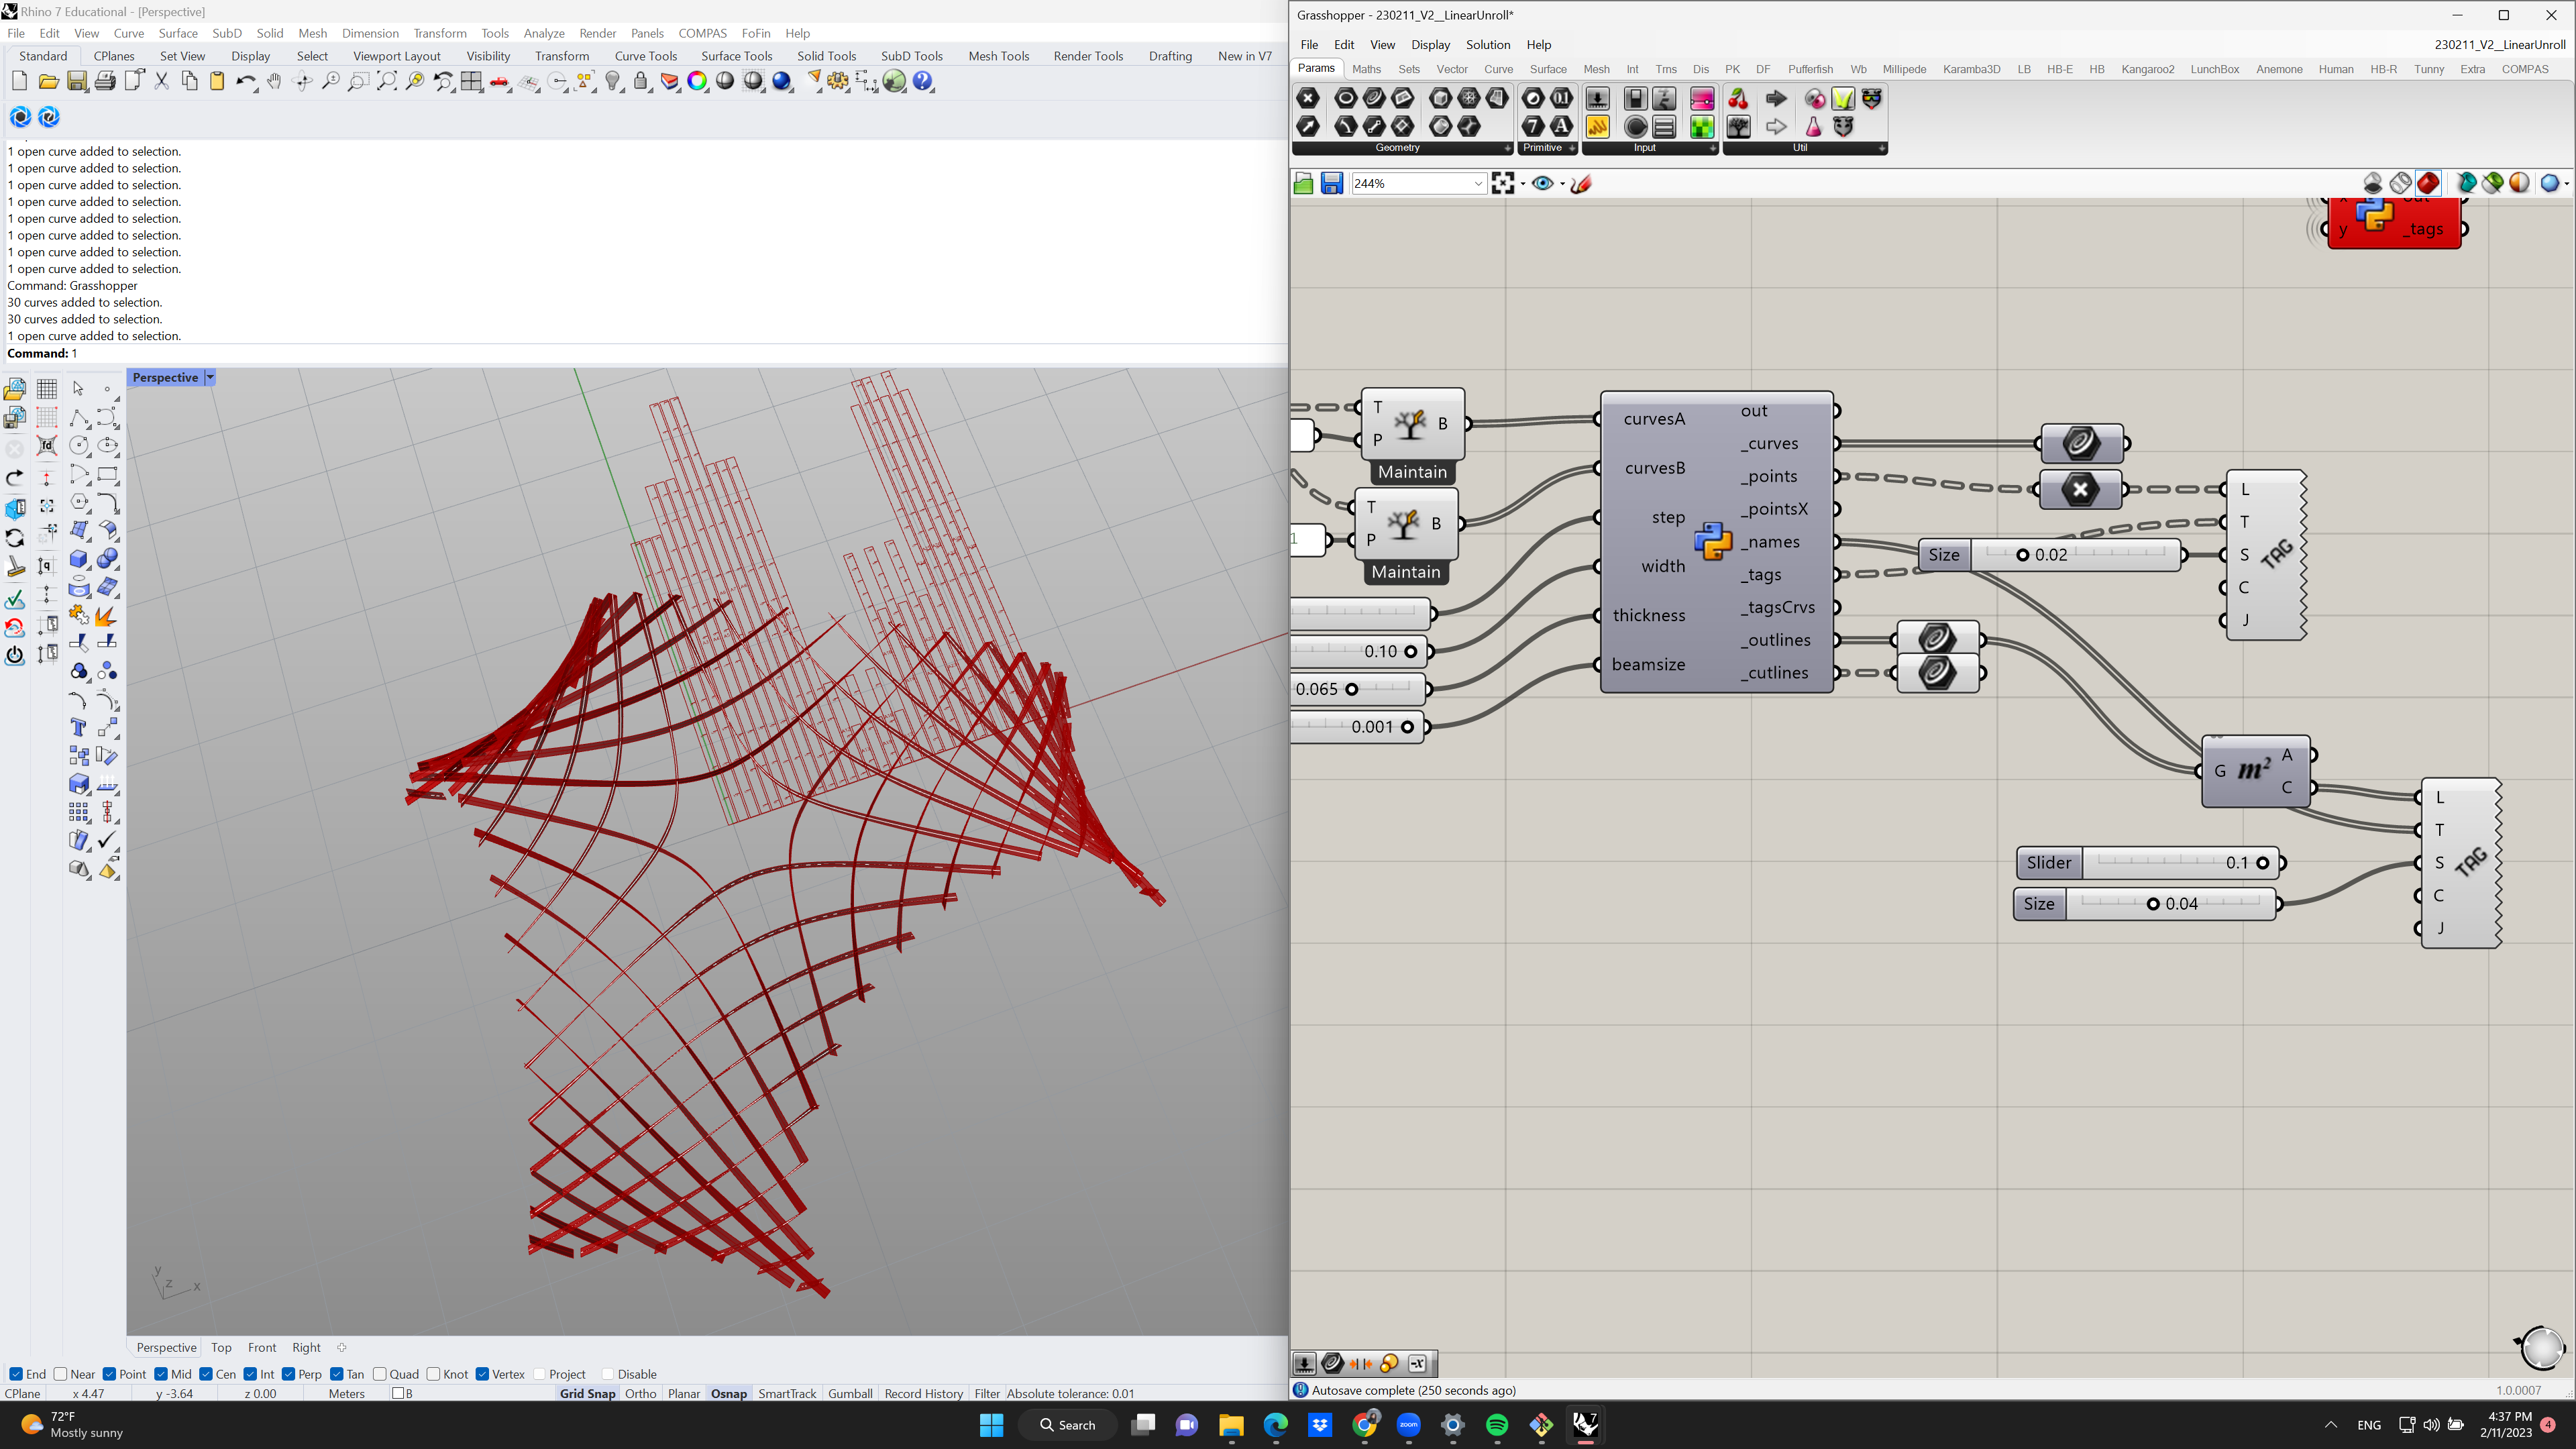 Rhino 7 Educational - [Perspective]
File Edit View Curve Surface SubD Solid Mesh Dimension Transform Tools Analyze Render Panels COMPAS FoFin Help
Standard CPlanes Set View Display Select Viewport Layout Visibility Transform Curve Tools Surface Tools Solid Tools SubD Tools Mesh Tools Render Tools Drafting New in V7
1 open curve added to selection.
1 open curve added to selection.
1 open curve added to selection.
1 open curve added to selection.
1 open curve added to selection.
1 open curve added to selection.
1 open curve added to selection.
1 open curve added to selection.
Command: Grasshopper
30 curves added to selection.
30 curves added to selection.
1 open curve added to selection.
Command: 1
Perspective
y
z x
Perspective Top Front Right
End Near Point Mid Cen Int Perp Tan Quad Knot Vertex Project Disable
CPlane x 4.47 y -3.64 z 0.00 Meters B Grid Snap Ortho Planar Osnap SmartTrack Gumball Record History Filter Absolute tolerance: 0.01
Grasshopper - 230211_V2__LinearUnroll*
File Edit View Display Solution Help 230211_V2__LinearUnroll
Params Maths Sets Vector Curve Surface Mesh Int Trns Dis PK DF Pufferfish Wb Millipede Karamba3D LB HB-E HB Kangaroo2 LunchBox Anemone Human HB-R Tunny Extra COMPAS
Geometry Primitive Input Util
244%
x out
y _tags
T
P
B
Maintain
T
P
B
Maintain
1
0.10
0.065
0.001
curvesA
curvesB
step
width
thickness
beamsize
out
_curves
_points
_pointsX
_names
_tags
_tagsCrvs
_outlines
_cutlines
Size 0.02
L
T
S
C
J
TAG
G m² A
C
Slider 0.1
Size 0.04
L
T
S
C
J
TAG
Autosave complete (250 seconds ago)
1.0.0007
72°F
Mostly sunny
Search
zoom
7
ENG
4:37 PM
2/11/2023
4